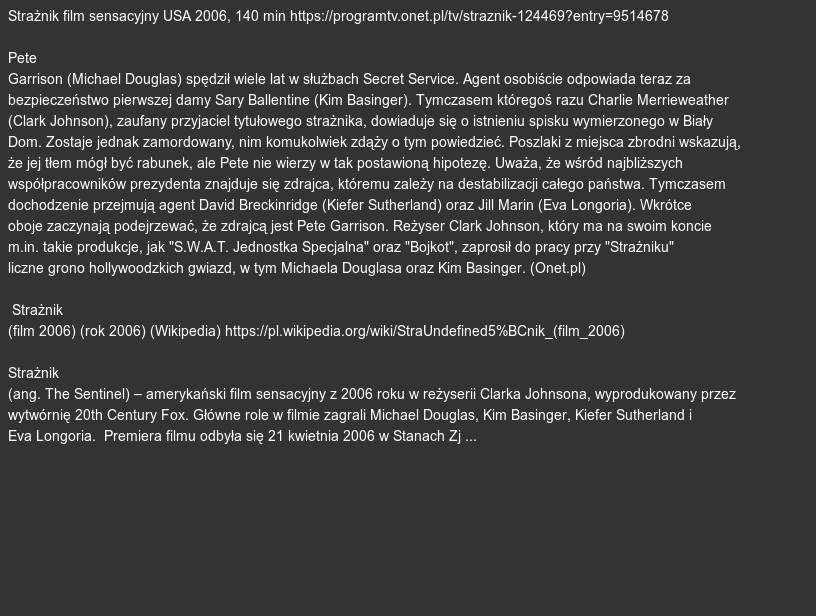 Strażnik film sensacyjny USA 2006, 140 min https://programtv.onet.pl/tv/straznik-124469?entry=9514678
Pete
Garrison (Michael Douglas) spędził wiele lat w służbach Secret Service. Agent osobiście odpowiada teraz za
bezpieczeństwo pierwszej damy Sary Ballentine (Kim Basinger). Tymczasem któregoś razu Charlie Merrieweather
(Clark Johnson), zaufany przyjaciel tytułowego strażnika, dowiaduje się o istnieniu spisku wymierzonego w Biały
Dom. Zostaje jednak zamordowany, nim komukolwiek zdąży o tym powiedzieć. Poszlaki z miejsca zbrodni wskazują,
że jej tłem mógł być rabunek, ale Pete nie wierzy w tak postawioną hipotezę. Uważa, że wśród najbliższych
współpracowników prezydenta znajduje się zdrajca, któremu zależy na destabilizacji całego państwa. Tymczasem
dochodzenie przejmują agent David Breckinridge (Kiefer Sutherland) oraz Jill Marin (Eva Longoria). Wkrótce
oboje zaczynają podejrzewać, że zdrajcą jest Pete Garrison. Reżyser Clark Johnson, który ma na swoim koncie
m.in. takie produkcje, jak "S.W.A.T. Jednostka Specjalna" oraz "Bojkot", zaprosił do pracy przy "Strażniku"
liczne grono hollywoodzkich gwiazd, w tym Michaela Douglasa oraz Kim Basinger. (Onet.pl)
Strażnik
(film 2006) (rok 2006) (Wikipedia) https://pl.wikipedia.org/wiki/StraUndefined5%BCnik_(film_2006)
Strażnik
(ang. The Sentinel) – amerykański film sensacyjny z 2006 roku w reżyserii Clarka Johnsona, wyprodukowany przez
wytwórnię 20th Century Fox. Główne role w filmie zagrali Michael Douglas, Kim Basinger, Kiefer Sutherland i
Eva Longoria.  Premiera filmu odbyła się 21 kwietnia 2006 w Stanach Zj ...